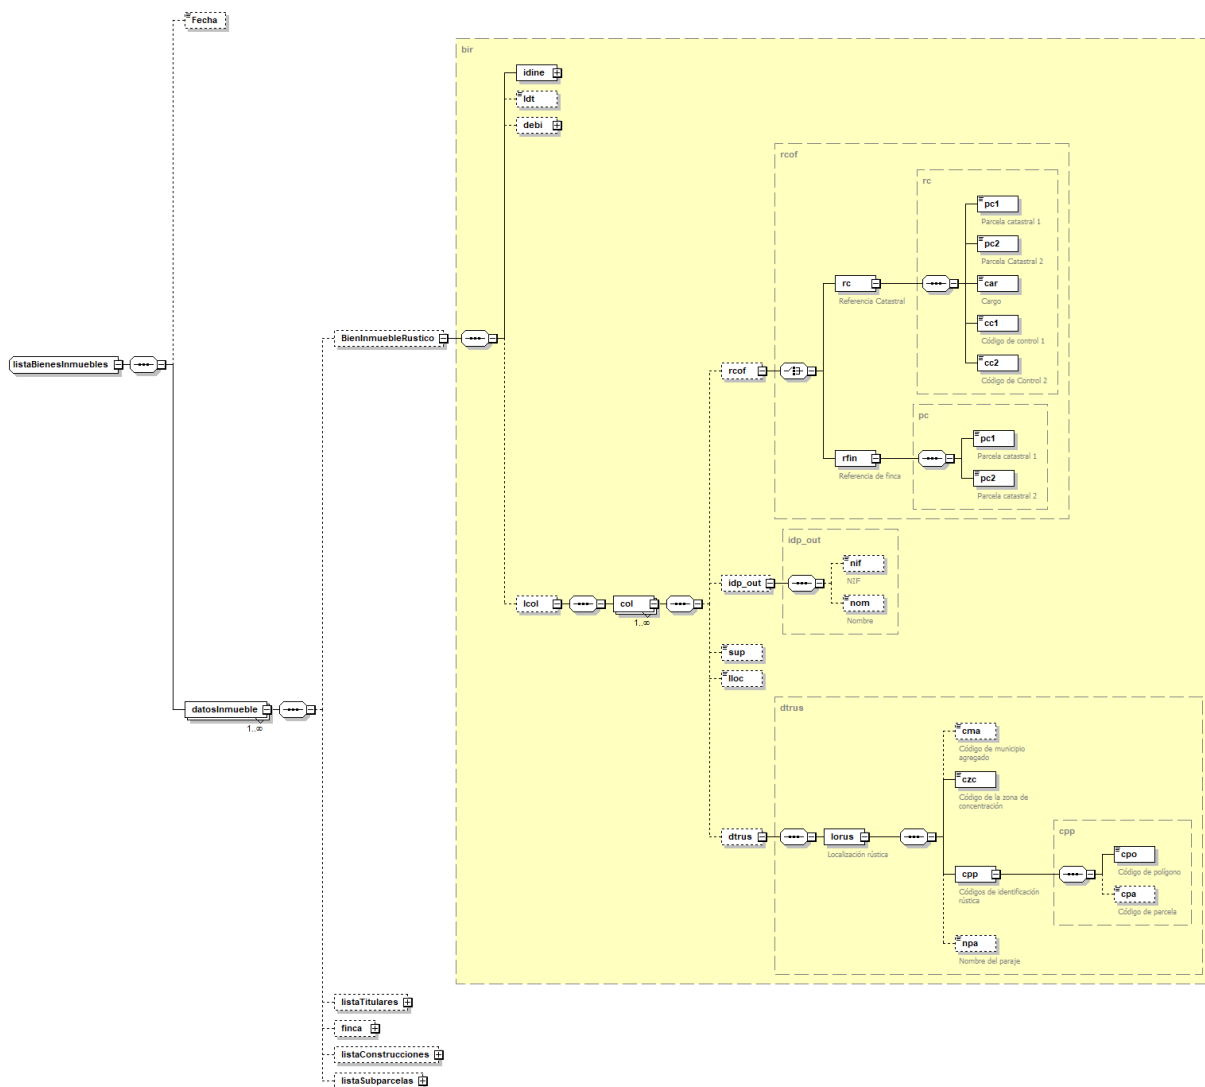 Fecha
bir
idine
ldt
debi
rcof
rc
pc1
Parcela catastral 1
pc2
Parcela Catastral 2
rc
Referencia Catastral
car
Cargo
cc1
Código de control 1
BienInmuebleRustico
listaBienesInmuebles
cc2
Código de Control 2
rcof
pc
pc1
Parcela catastral 1
rfin
Referencia de finca
pc2
Parcela catastral 2
idp_out
nif
NIF
idp_out
lcol
col
1..∞
nom
Nombre
sup
lloc
datosInmueble
1..∞
dtrus
cma
Código de municipio
agregado
czc
Código de la zona de
concentración
dtrus
lorus
Localización rústica
cpp
cpo
Código de polígono
cpp
Códigos de identificación
rústica
cpa
Código de parcela
npa
Nombre del paraje
listaTitulares
finca
listaConstrucciones
listaSubparcelas